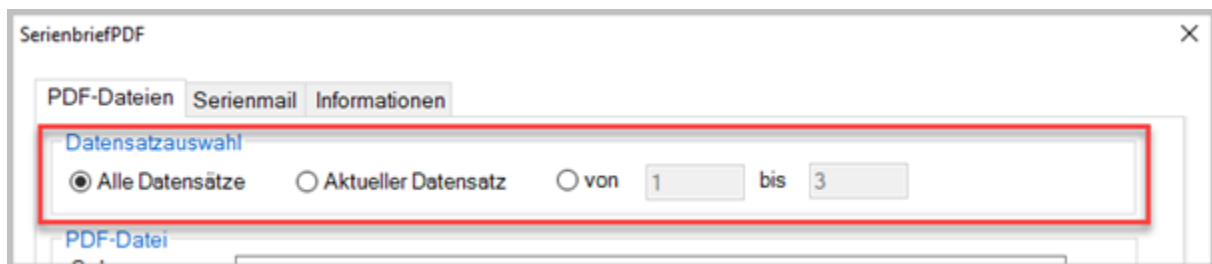 SerienbriefPDF
PDF-Dateien Serienmail Informationen
Datensatzauswahl
Alle Datensätze Aktueller Datensatz von 1 bis 3
PDF-Datei